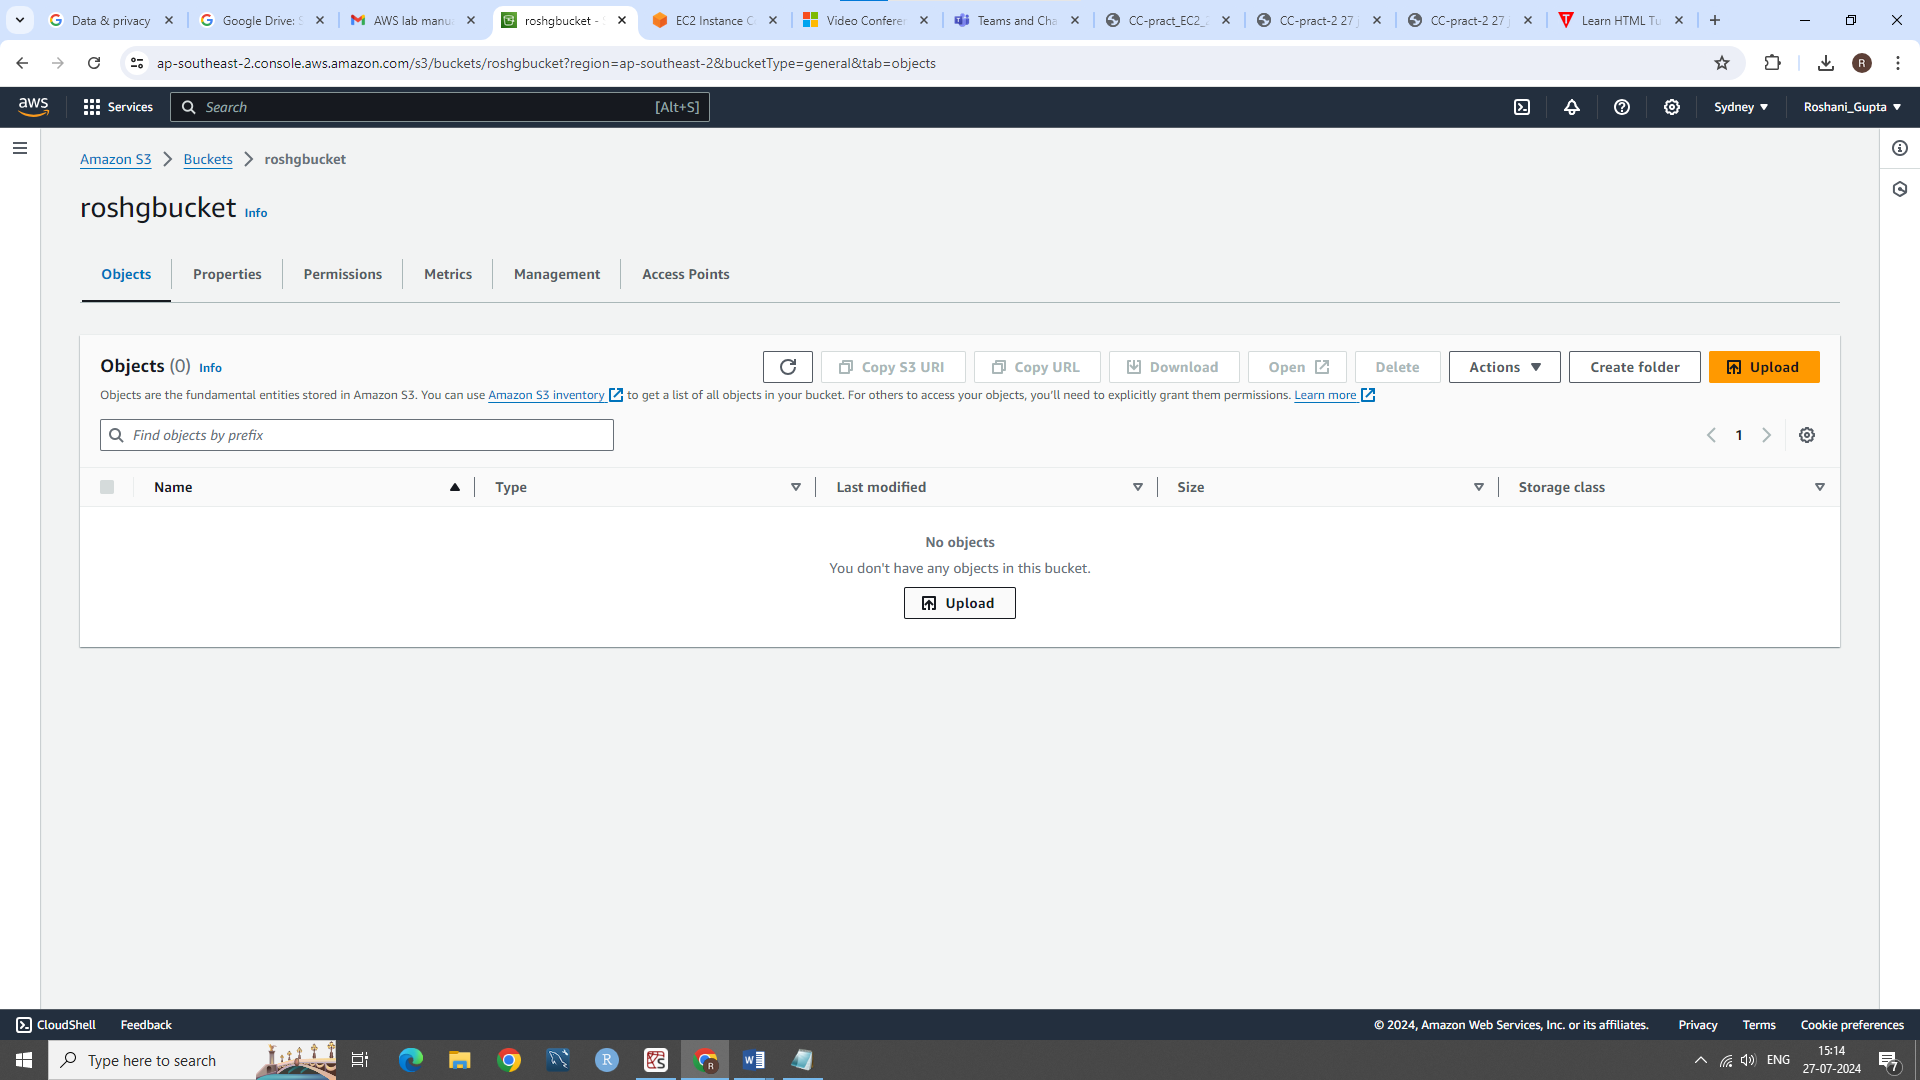 Data & privacy
Google Drive: S
AWS lab manu
roshgbucket - S
EC2 Instance C
Video Conferen
Teams and Cha
CC-pract_EC2_2
CC-pract-2 27 j
CC-pract-2 27 j
Learn HTML Tu
ap-southeast-2.console.aws.amazon.com/s3/buckets/roshgbucket?region=ap-southeast-2&bucketType=general&tab=objects
R
aws
Services
Search
[Alt+S]
Sydney
Roshani_Gupta
Amazon S3
Buckets
roshgbucket
roshgbucket Info
Objects
Properties
Permissions
Metrics
Management
Access Points
Objects (0) Info
Copy S3 URI
Copy URL
Download
Open
Delete
Actions
Create folder
Upload
Objects are the fundamental entities stored in Amazon S3. You can use Amazon S3 inventory to get a list of all objects in your bucket. For others to access your objects, you'll need to explicitly grant them permissions. Learn more
Find objects by prefix
1
Name
Type
Last modified
Size
Storage class
No objects
You don't have any objects in this bucket.
Upload
CloudShell
Feedback
© 2024, Amazon Web Services, Inc. or its affiliates.
Privacy
Terms
Cookie preferences
Type here to search
R
R
ENG
15:14
27-07-2024
7